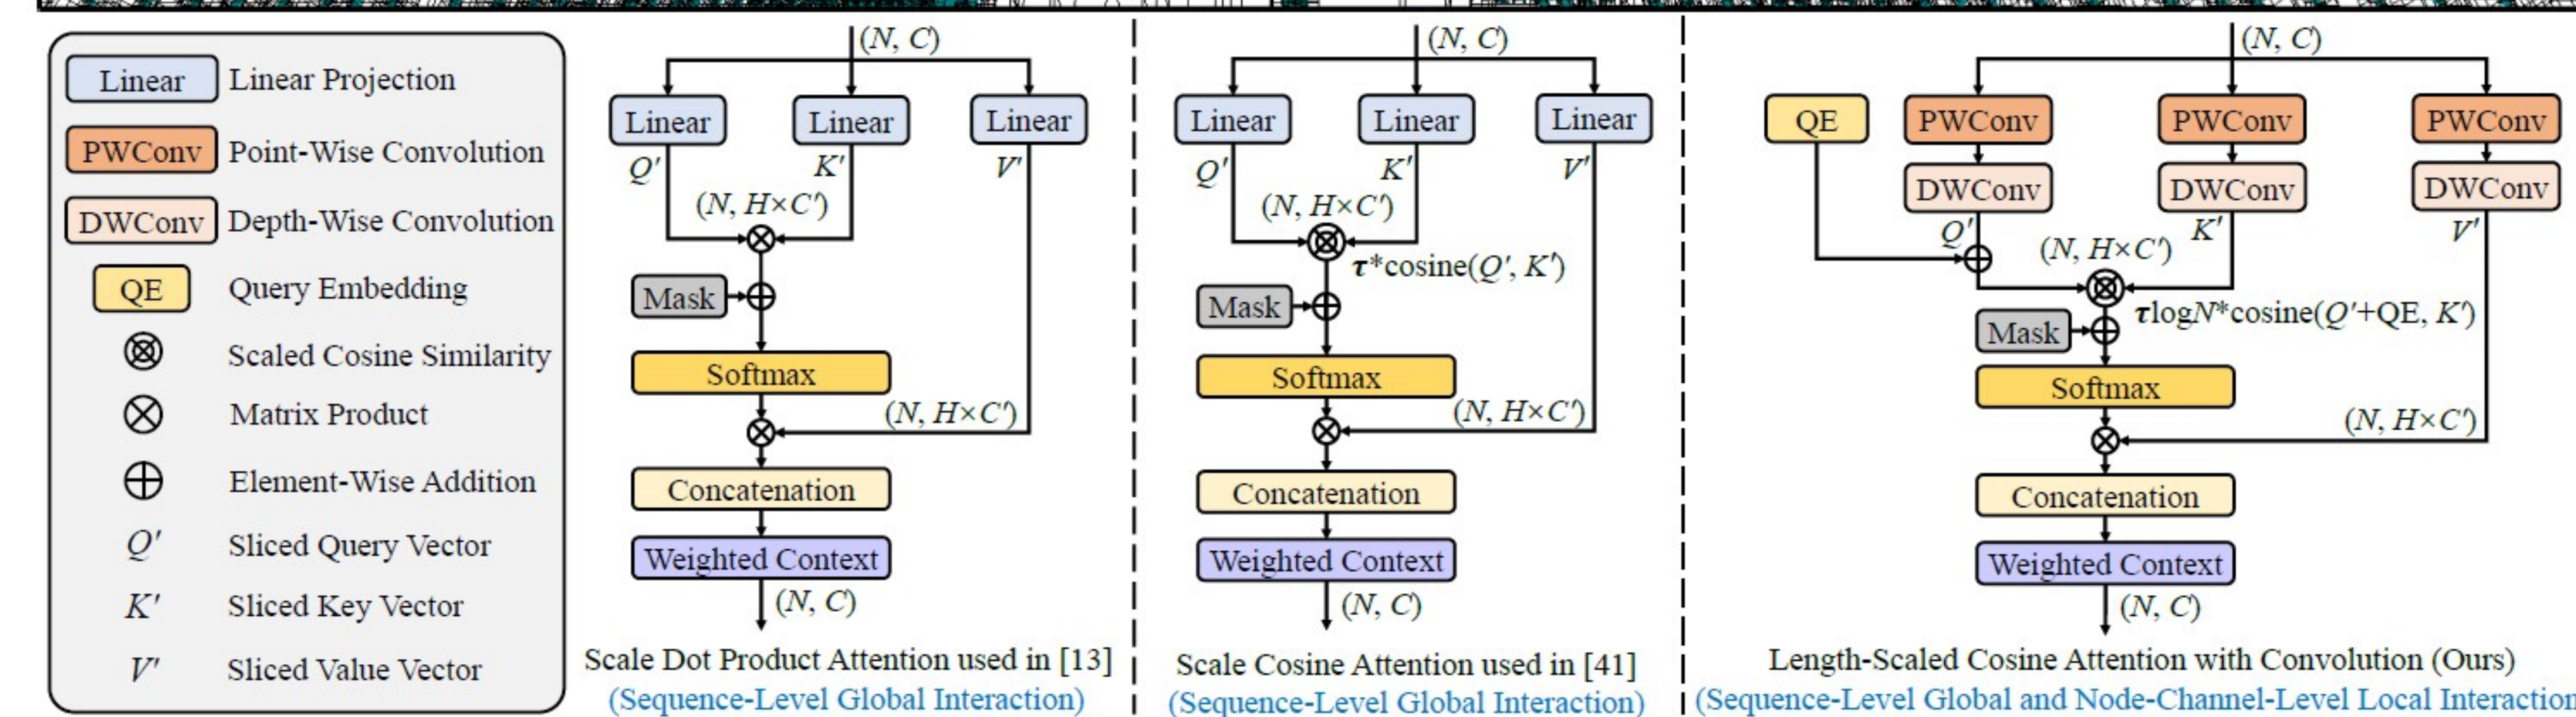 Linear Linear Projection
PWConv Point-Wise Convolution
DWConv Depth-Wise Convolution
QE Query Embedding
Scaled Cosine Similarity
Matrix Product
Element-Wise Addition
Q' Sliced Query Vector
K' Sliced Key Vector
V' Sliced Value Vector
(N, C)
Linear Linear Linear
Q' K' V'
(N, H×C')
Mask
Softmax
(N, H×C')
Concatenation
Weighted Context
(N, C)
Scale Dot Product Attention used in [13]
(Sequence-Level Global Interaction)
(N, C)
Linear Linear Linear
Q' K' V'
(N, H×C')
τ*cosine(Q', K')
Mask
Softmax
(N, H×C')
Concatenation
Weighted Context
(N, C)
Scale Cosine Attention used in [41]
(Sequence-Level Global Interaction)
(N, C)
QE PWConv PWConv PWConv
DWConv DWConv DWConv
Q' K' V'
(N, H×C')
τlogN*cosine(Q'+QE, K')
Mask
Softmax
(N, H×C')
Concatenation
Weighted Context
(N, C)
Length-Scaled Cosine Attention with Convolution (Ours)
(Sequence-Level Global and Node-Channel-Level Local Interaction